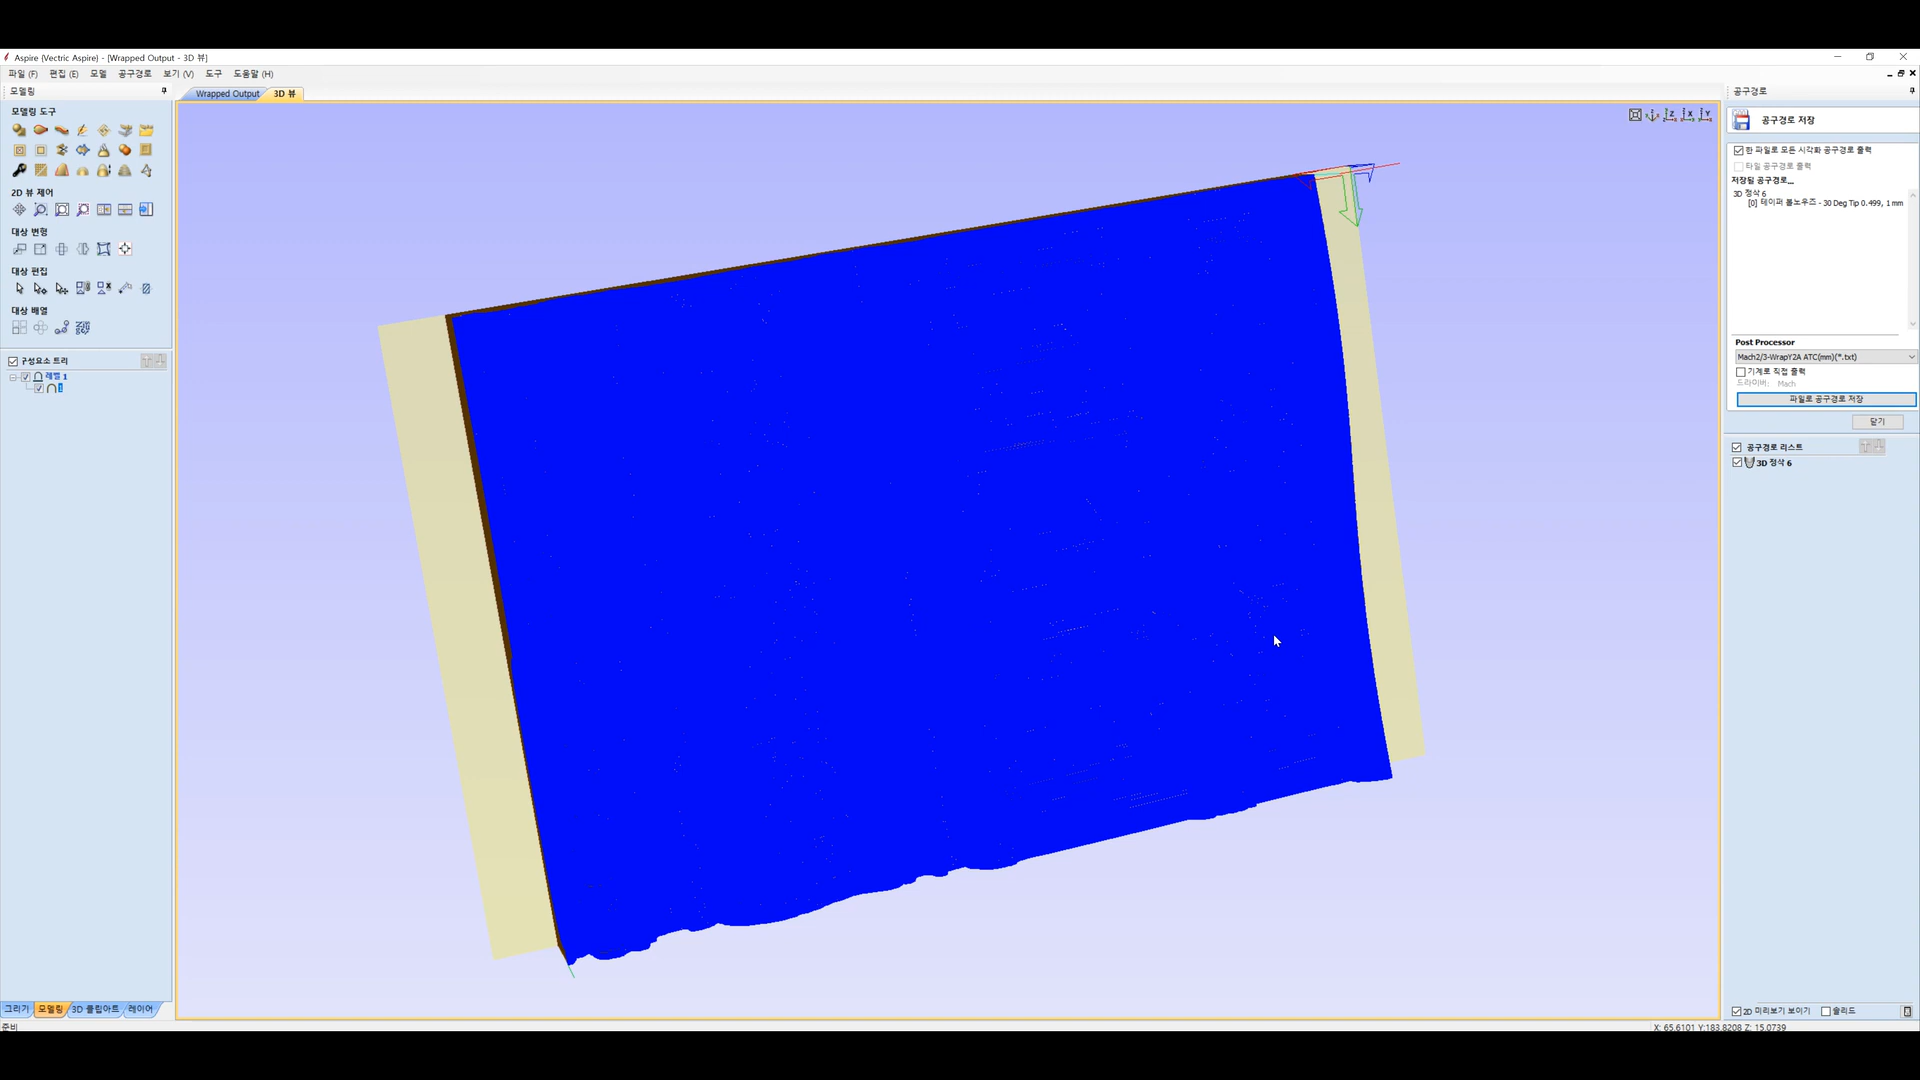 Aspire (Vectric Aspire) - [Wrapped Output - 3D 뷰]
파일 (F) 편집 (E) 모델 공구경로 보기 (V) 도구 도움말 (H)
모델링
Wrapped Output 3D 뷰
모델링 도구
2D 뷰 제어
대상 변형
대상 편집
대상 배열
구성요소 트리
레벨 1
1
그리기 모델링 3D 클립아트 레이어
준비
공구경로
공구경로 저장
한 파일로 모든 시각화 공구경로 출력
타일 공구경로 출력
저장될 공구경로...
3D 정삭 6
[0] 테이퍼 볼노우즈 - 30 Deg Tip 0.499, 1 mm
Post Processor
Mach2/3-WrapY2A ATC(mm)(*.txt)
기계로 직접 출력
드라이버: Mach
파일로 공구경로 저장
닫기
공구경로 리스트
3D 정삭 6
2D 미리보기 보이기 솔리드
X: 65.6101 Y:183.8208 Z: 15.0739